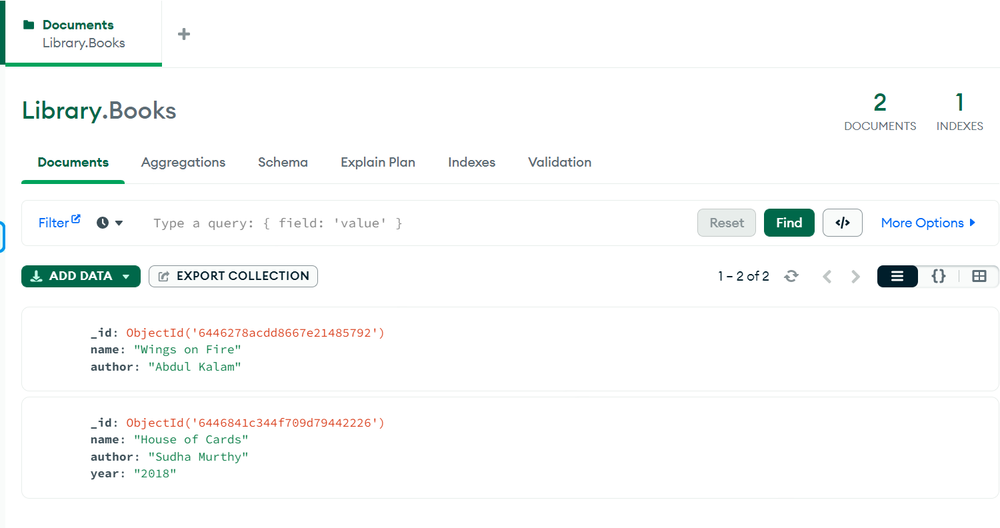 Documents
Library.Books
Library.Books
2
DOCUMENTS
1
INDEXES
Documents Aggregations Schema Explain Plan Indexes Validation
Filter Type a query: { field: 'value' } Reset Find </> More Options
ADD DATA EXPORT COLLECTION 1 – 2 of 2 {}
_id: ObjectId('6446278acdd8667e21485792')
name: "Wings on Fire"
author: "Abdul Kalam"
_id: ObjectId('6446841c344f709d79442226')
name: "House of Cards"
author: "Sudha Murthy"
year: "2018"